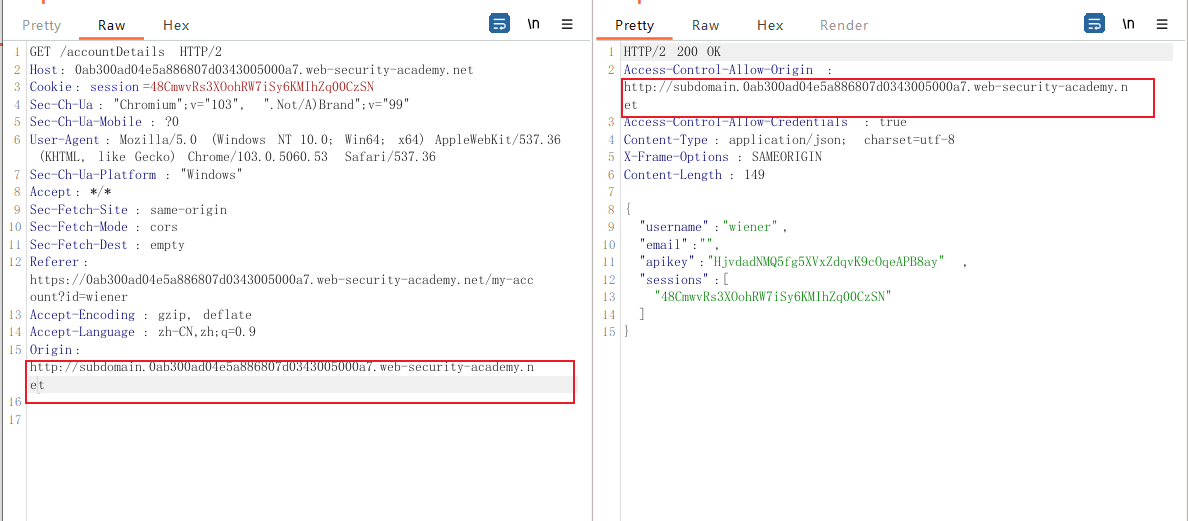 Pretty Raw Hex \n
1 GET /accountDetails HTTP/2
2 Host: 0ab300ad04e5a886807d0343005000a7.web-security-academy.net
3 Cookie: session=48CmwvRs3XOohRW7iSy6KMIhZq00CzSN
4 Sec-Ch-Ua: "Chromium";v="103", ".Not/A)Brand";v="99"
5 Sec-Ch-Ua-Mobile: ?0
6 User-Agent: Mozilla/5.0 (Windows NT 10.0; Win64; x64) AppleWebKit/537.36
(KHTML, like Gecko) Chrome/103.0.5060.53 Safari/537.36
7 Sec-Ch-Ua-Platform: "Windows"
8 Accept: */*
9 Sec-Fetch-Site: same-origin
10 Sec-Fetch-Mode: cors
11 Sec-Fetch-Dest: empty
12 Referer:
https://0ab300ad04e5a886807d0343005000a7.web-security-academy.net/my-acc
ount?id=wiener
13 Accept-Encoding: gzip, deflate
14 Accept-Language: zh-CN,zh;q=0.9
15 Origin:
http://subdomain.0ab300ad04e5a886807d0343005000a7.web-security-academy.n
et
16
17
Pretty Raw Hex Render \n
1 HTTP/2 200 OK
2 Access-Control-Allow-Origin:
http://subdomain.0ab300ad04e5a886807d0343005000a7.web-security-academy.n
et
3 Access-Control-Allow-Credentials: true
4 Content-Type: application/json; charset=utf-8
5 X-Frame-Options: SAMEORIGIN
6 Content-Length: 149
7
8 {
9 "username":"wiener",
10 "email":"",
11 "apikey":"HjvdadNMQ5fg5XVxZdqvK9cOqeAPB8ay",
12 "sessions":[
13 "48CmwvRs3XOohRW7iSy6KMIhZq00CzSN"
14 ]
15 }